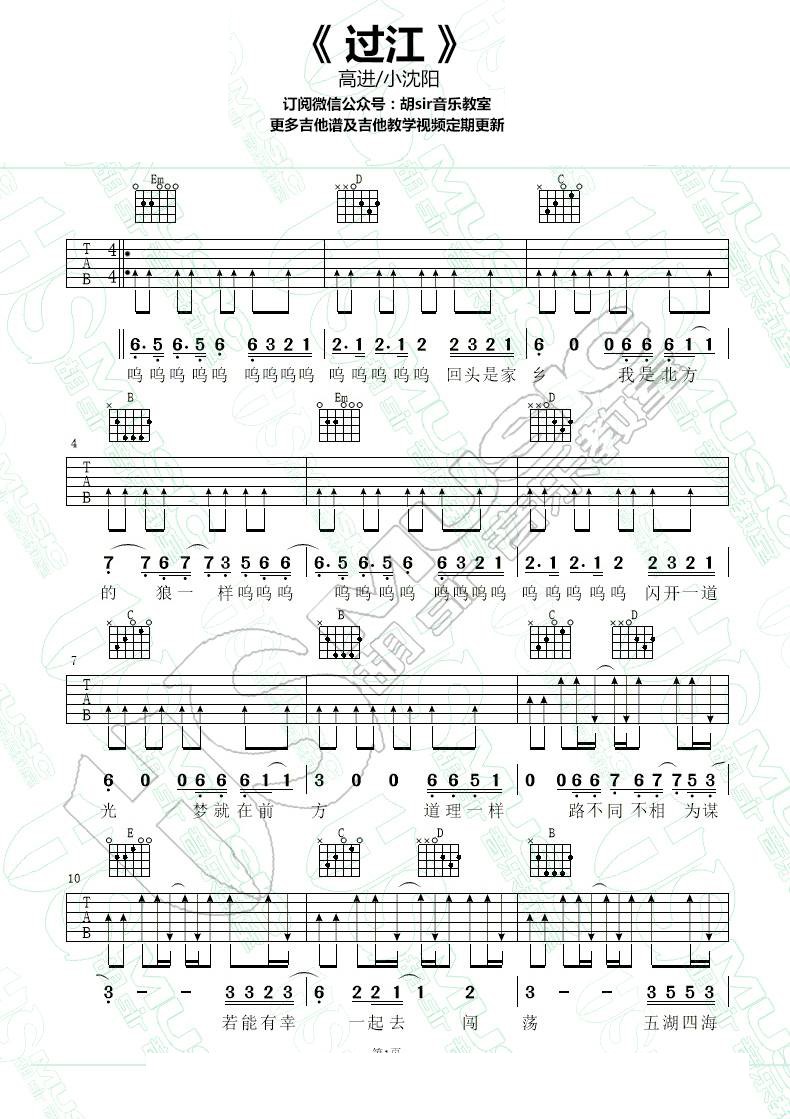 《 过江 》
高进/小沈阳
订阅微信公众号：胡sir音乐教室
更多吉他谱及吉他教学视频定期更新
Em D C
T A B 4 4
6. 5 6. 5 6 6 3 2 1 2. 1 2. 1 2 2 3 2 1 6 0 0 6 6 6 1 1
呜 呜 呜 呜 呜 呜 呜 呜 呜 呜 呜 呜 呜 呜 回头是家 乡 我 是 北 方
B Em D
4
T A B
7 7 6 7 7 3 5 6 6 6. 5 6. 5 6 6 3 2 1 2. 1 2. 1 2 2 3 2 1
的 狼 一 样 呜 呜 呜 呜 呜 呜 呜 呜 呜 呜 呜 呜 呜 呜 呜 呜 闪开一道
C B C D
7
T A B
6 0 0 6 6 6 1 1 3 0 0 6 6 5 1 0 0 6 6 7 6 7 7 5 3
光 梦 就 在 前 方 道 理 一 样 路 不 同 不 相 为 谋
E C D B
10
T A B
3 - - 3 3 2 3 6 2 2 1 1 2 3 - - 3 5 5 3
若 能 有 幸 一 起 去 闯 荡 五 湖 四 海